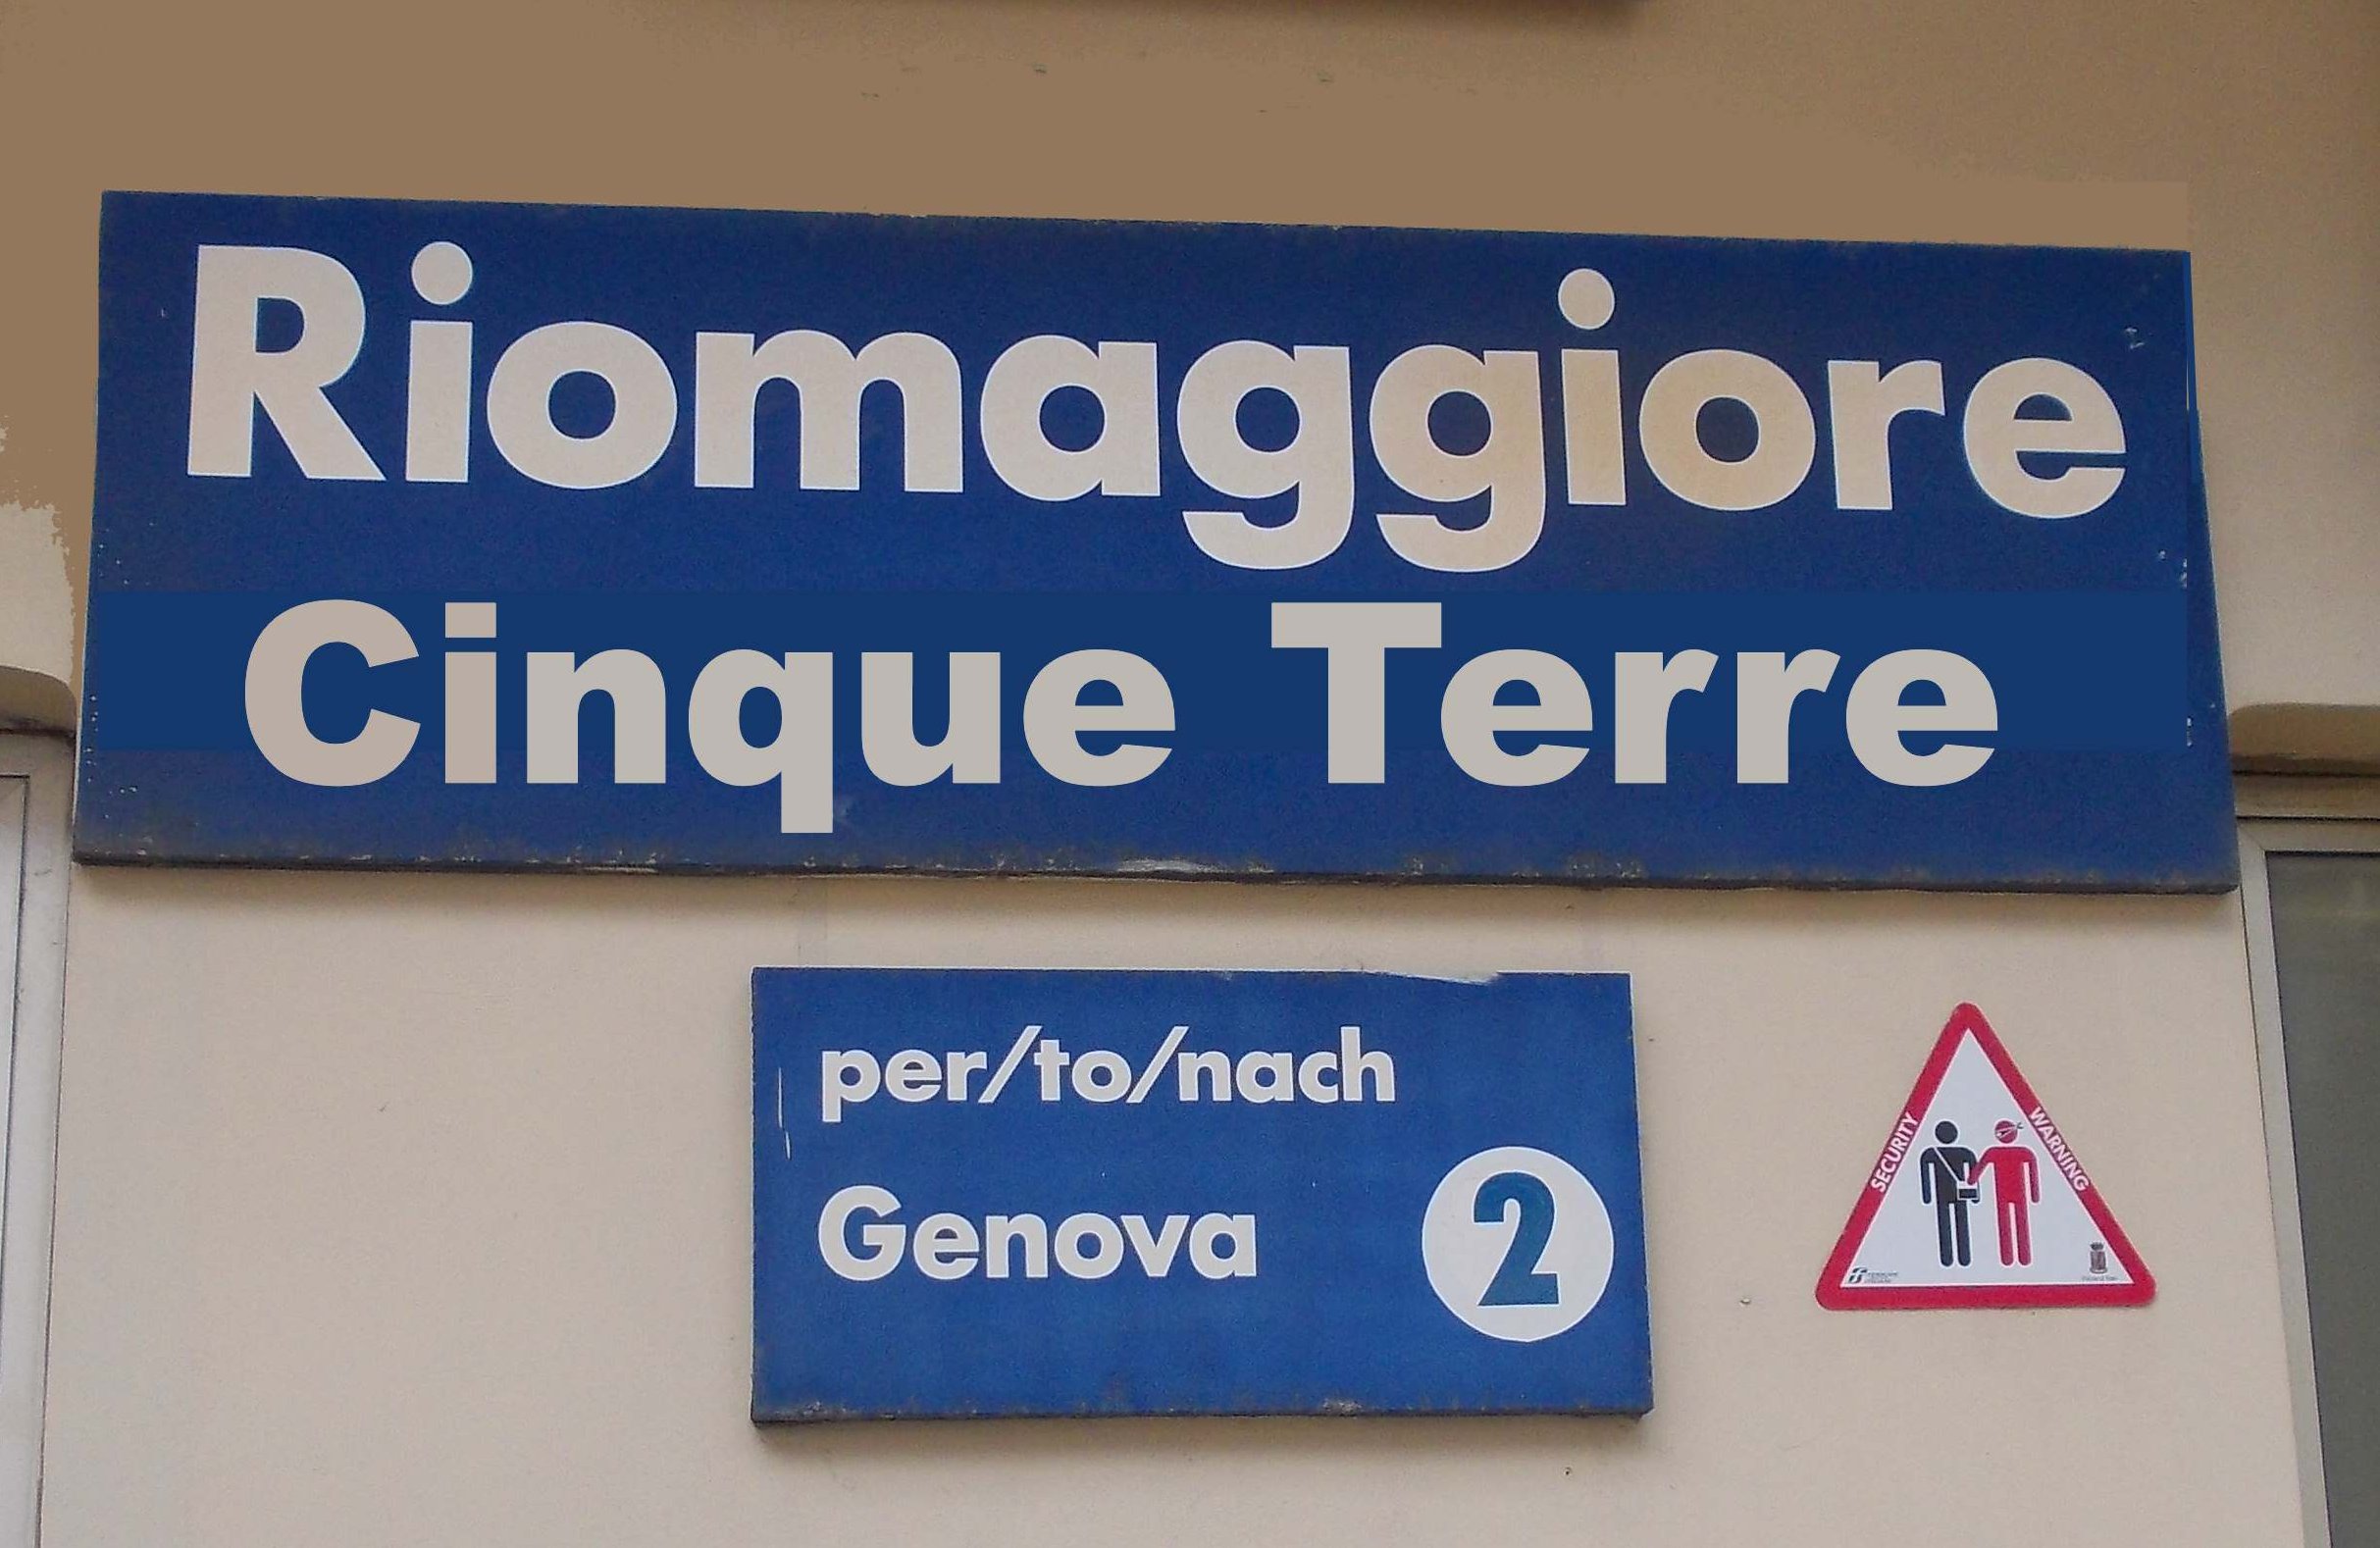 Riomaggiore
Cinque Terre
per/to/nach
Genova
2
SECURITY
WARNING